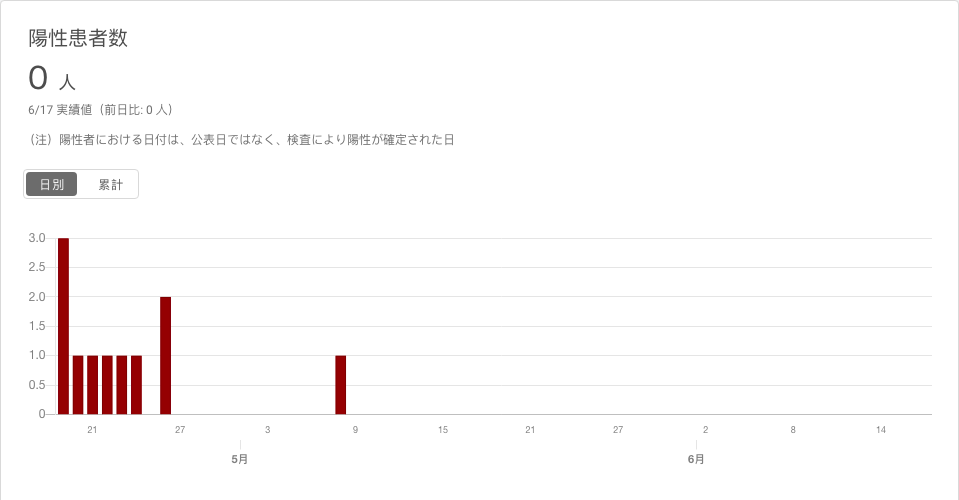 陽性患者数
0 人
6/17 実績値（前日比: 0 人）
（注）陽性者における日付は、公表日ではなく、検査により陽性が確定された日
日別 累計
3.0
2.5
2.0
1.5
1.0
0.5
0
21 27 3 9 15 21 27 2 8 14
5月 6月